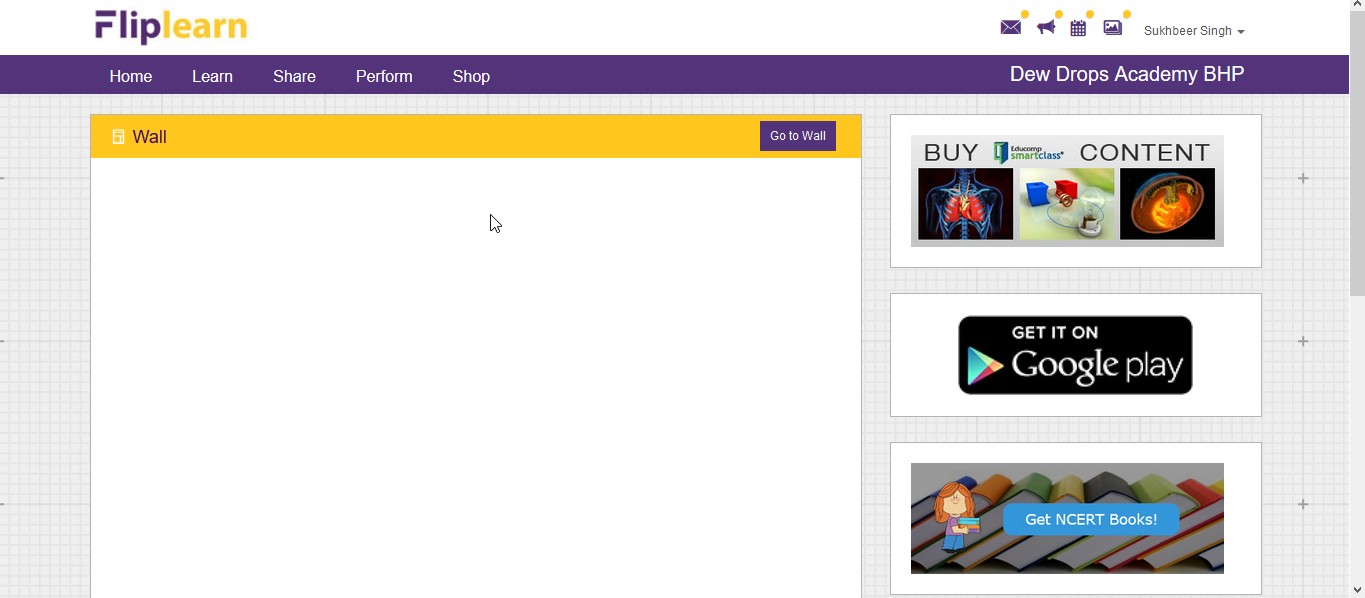 Fliplearn
Sukhbeer Singh
Home Learn Share Perform Shop
Dew Drops Academy BHP
Wall
Go to Wall
BUY Educomp smartclass CONTENT
GET IT ON
Google play
Get NCERT Books!